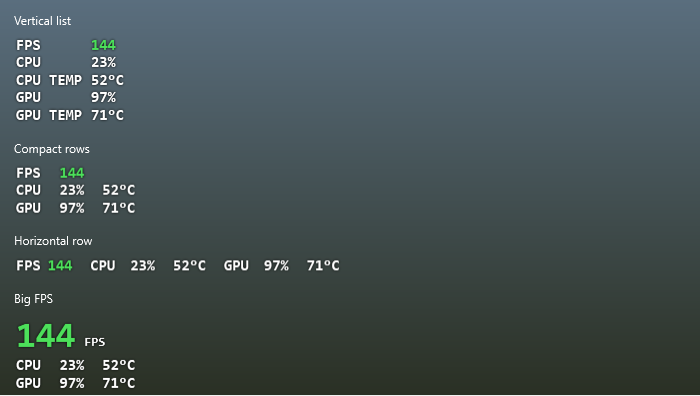 Vertical list
FPS 144
CPU 23%
CPU TEMP 52°C
GPU 97%
GPU TEMP 71°C
Compact rows
FPS 144
CPU 23% 52°C
GPU 97% 71°C
Horizontal row
FPS 144 CPU 23% 52°C GPU 97% 71°C
Big FPS
144 FPS
CPU 23% 52°C
GPU 97% 71°C